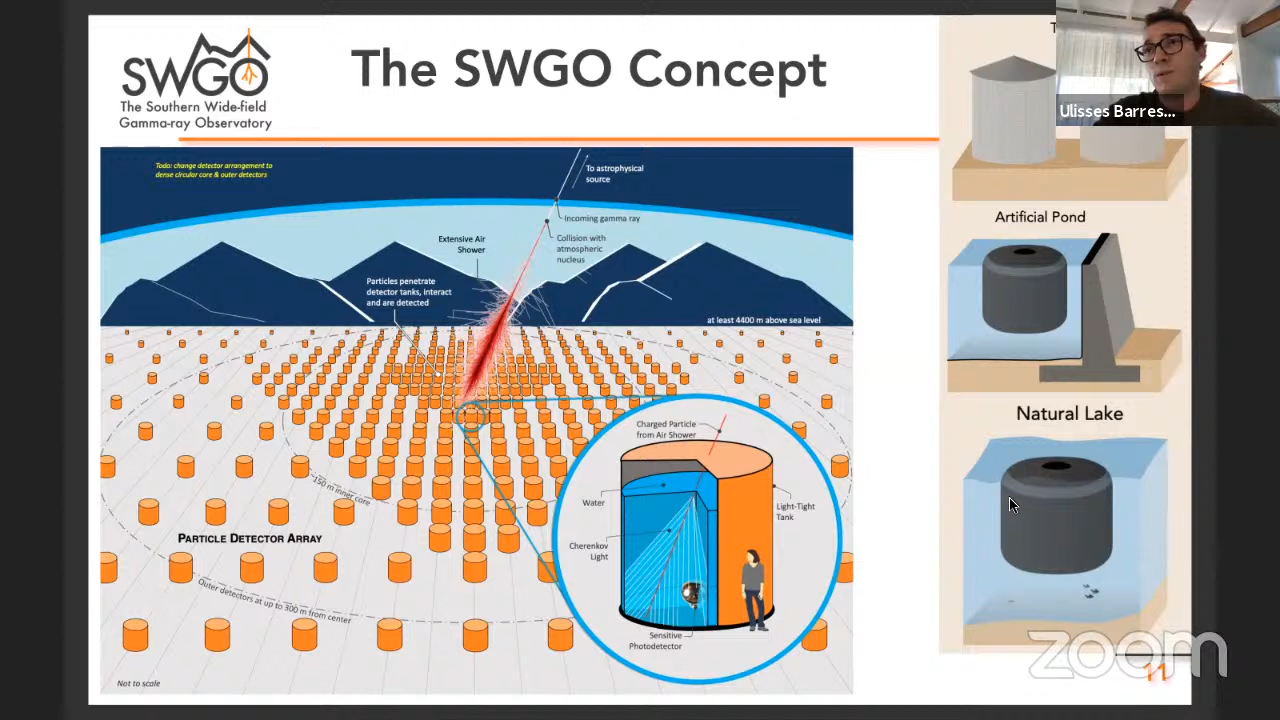 SWGO
The Southern Wide-field
Gamma-ray Observatory
The SWGO Concept
Ulisses Barres...
Todo: change detector arrangement to
dense circular core & outer detectors
To astrophysical
source
Incoming gamma ray
Collision with
atmospheric
nucleus
Extensive Air
Shower
Particles penetrate
detector tanks, interact
and are detected
at least 4400 m above sea level
150 m inner core
PARTICLE DETECTOR ARRAY
Outer detectors at up to 300 m from center
Not to scale
Charged Particle
from Air Shower
Water
Light-Tight
Tank
Cherenkov
Light
Sensitive
Photodetector
Artificial Pond
Natural Lake
zoom
11